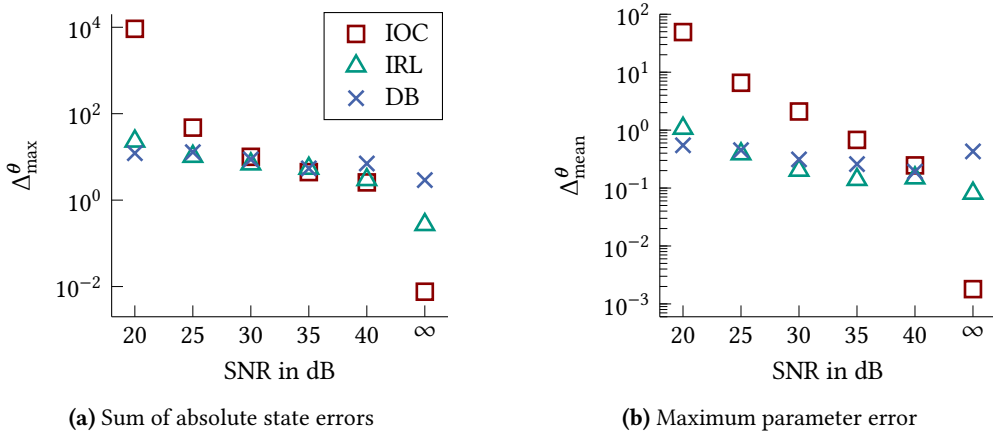 10^4
10^2
10^0
10^−2
Δ^θ_max
IOC
IRL
DB
20 25 30 35 40 ∞
SNR in dB
(a) Sum of absolute state errors
10^2
10^1
10^0
10^−1
10^−2
10^−3
Δ^θ_mean
20 25 30 35 40 ∞
SNR in dB
(b) Maximum parameter error